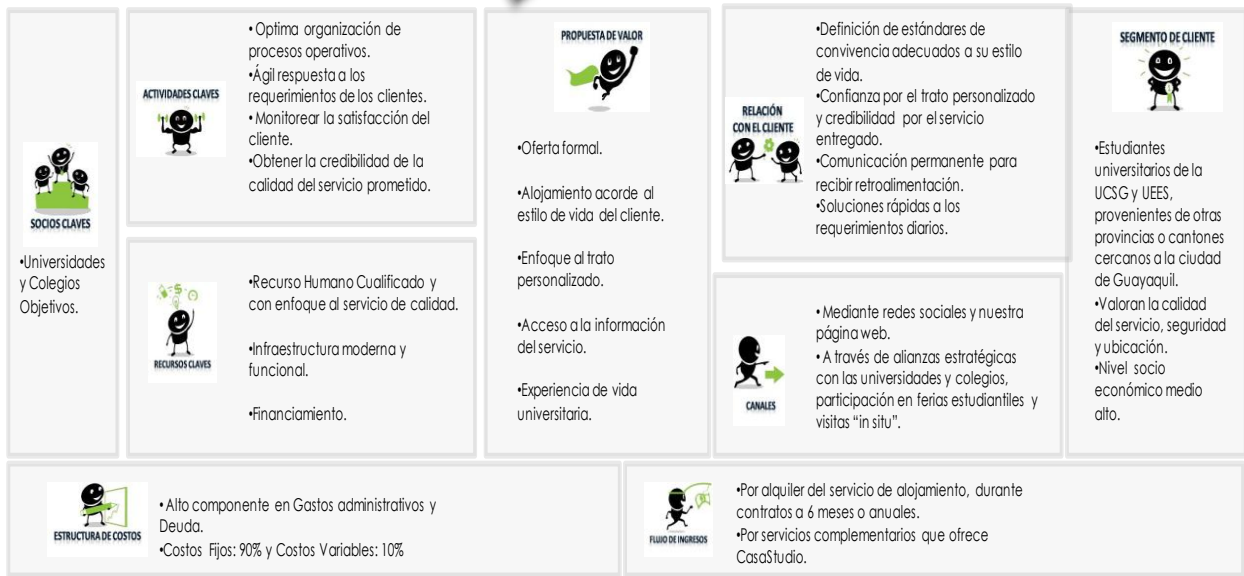 SOCIOS CLAVES
•Universidades
y Colegios
Objetivos.
ACTIVIDADES CLAVES
• Optima organización de
procesos operativos.
•Ágil respuesta a los
requerimientos de los clientes.
• Monitorear la satisfacción del
cliente.
•Obtener la credibilidad de la
calidad del servicio prometido.
RECURSOS CLAVES
•Recurso Humano Cualificado y
con enfoque al servicio de calidad.
•Infraestructura moderna y
funcional.
•Financiamiento.
PROPUESTA DE VALOR
•Oferta formal.
•Alojamiento acorde al
estilo de vida del cliente.
•Enfoque al trato
personalizado.
•Acceso a la información
del servicio.
•Experiencia de vida
universitaria.
RELACIÓN
CON EL CLIENTE
•Definición de estándares de
convivencia adecuados a su estilo
de vida.
•Confianza por el trato personalizado
y credibilidad por el servicio
entregado.
•Comunicación permanente para
recibir retroalimentación.
•Soluciones rápidas a los
requerimientos diarios.
CANALES
• Mediante redes sociales y nuestra
página web.
• A través de alianzas estratégicas
con las universidades y colegios,
participación en ferias estudiantiles y
visitas “in situ”.
SEGMENTO DE CLIENTE
1
•Estudiantes
universitarios de la
UCSG y UEES,
provenientes de otras
provincias o cantones
cercanos a la ciudad
de Guayaquil.
•Valoran la calidad
del servicio, seguridad
y ubicación.
•Nivel socio
económico medio
alto.
ESTRUCTURA DE COSTOS
• Alto componente en Gastos administrativos y
Deuda.
•Costos Fijos: 90% y Costos Variables: 10%
FLUJO DE INGRESOS
•Por alquiler del servicio de alojamiento, durante
contratos a 6 meses o anuales.
•Por servicios complementarios que ofrece
CasaStudio.